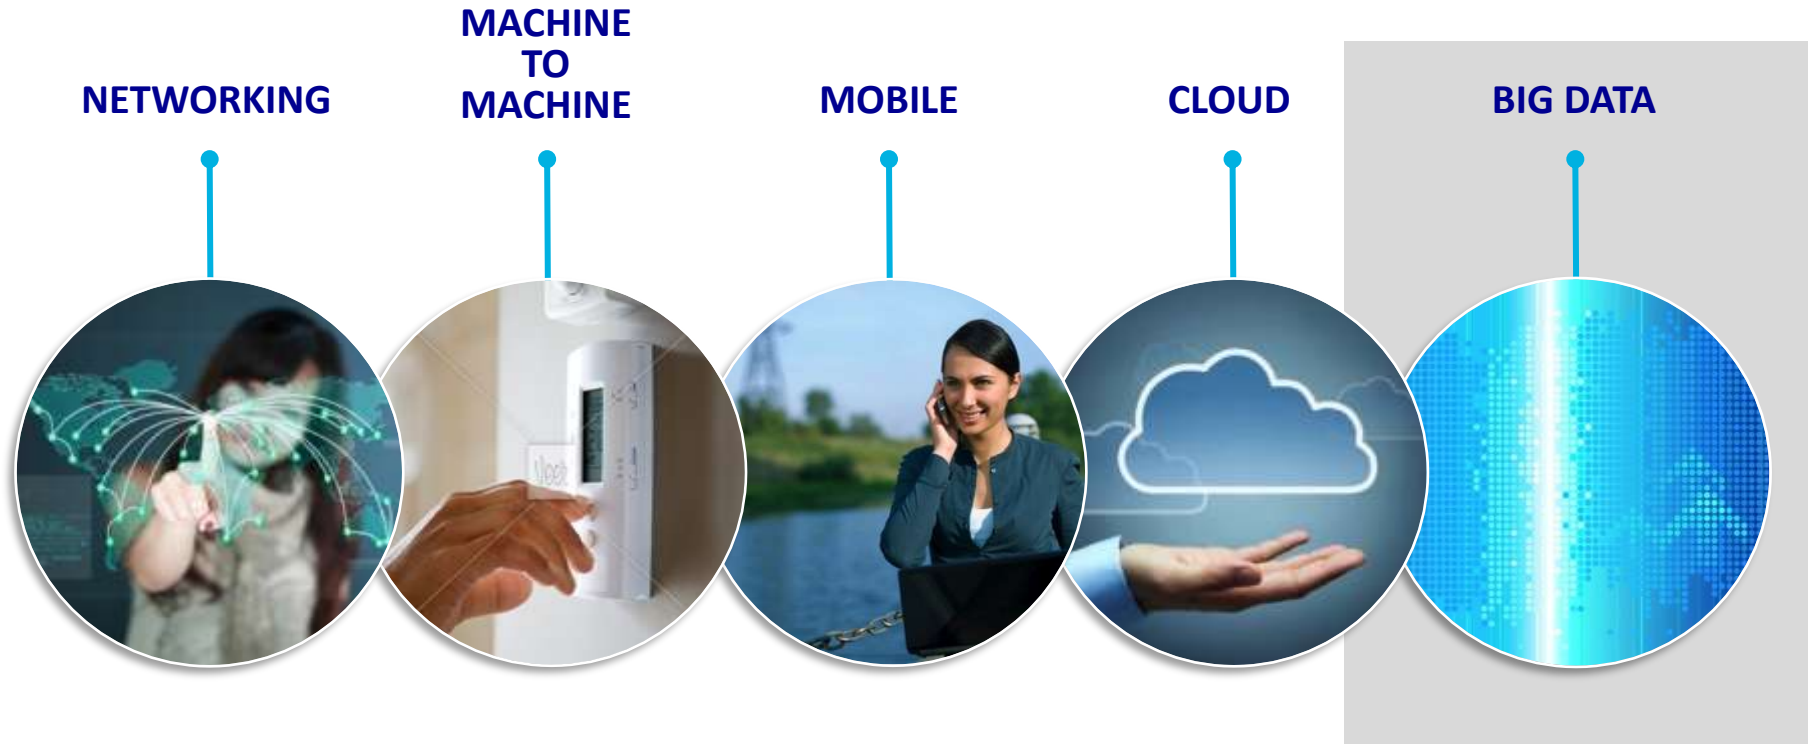 NETWORKING
MACHINE
TO
MACHINE
MOBILE
CLOUD
BIG DATA